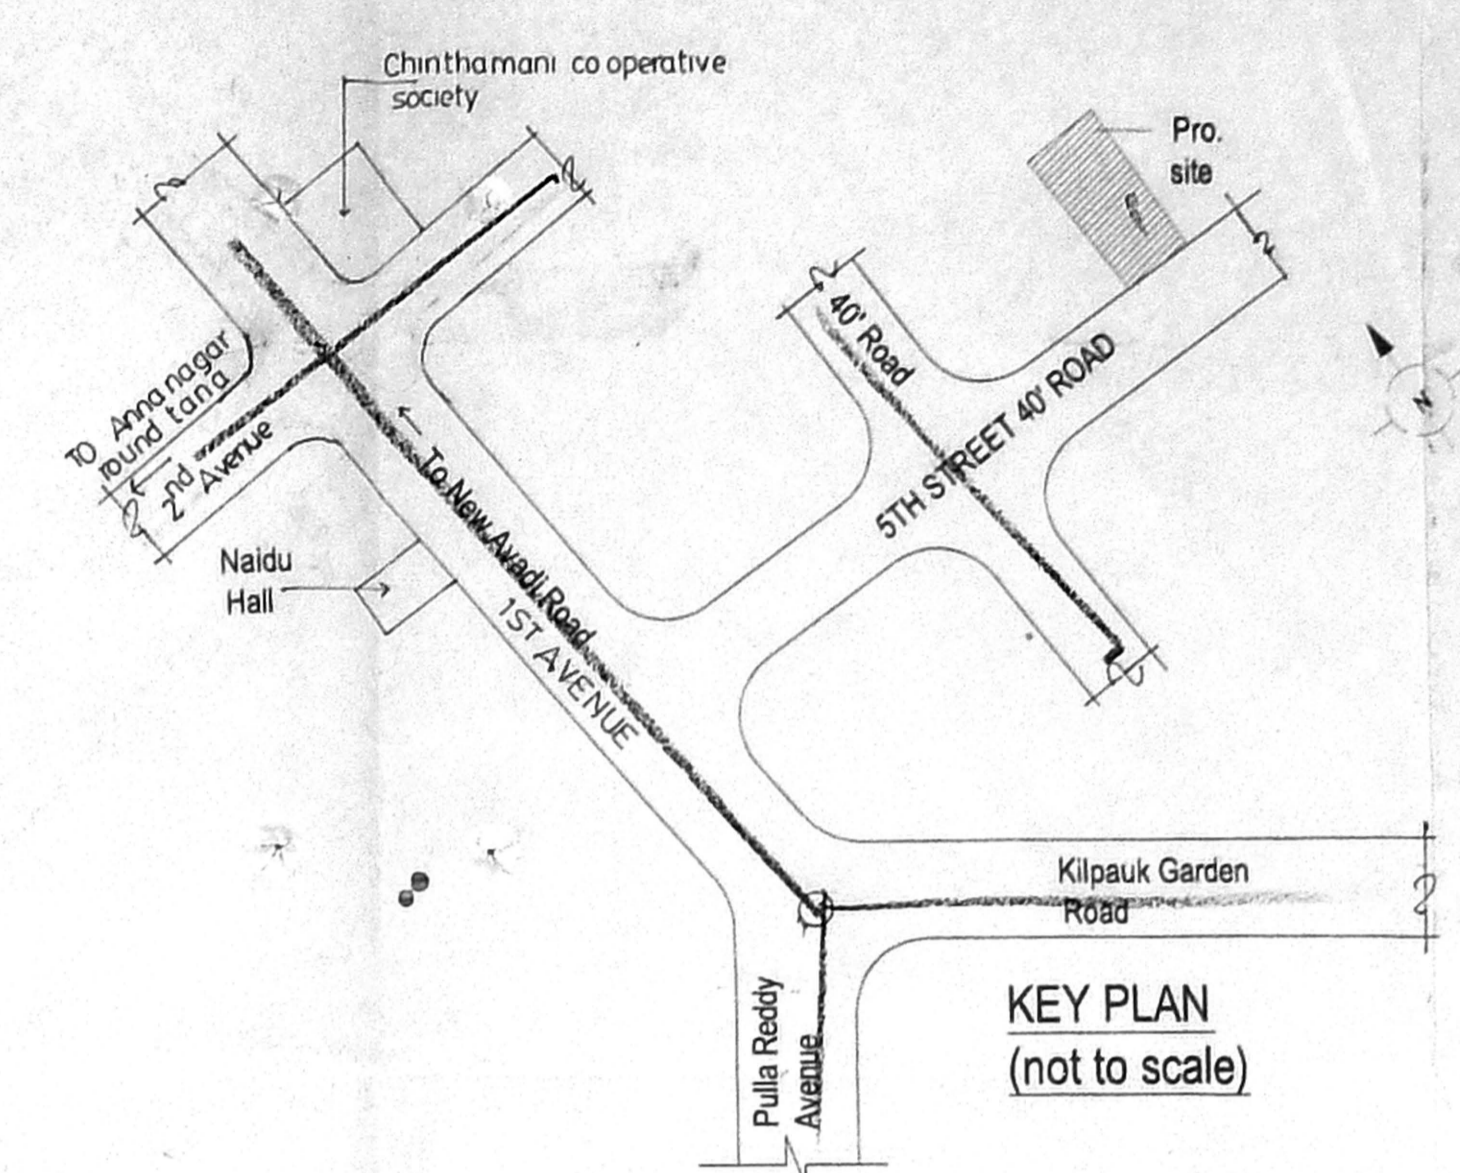 Chinthamani co operative
society
Pro.
site
40' Road
5TH STREET 40' ROAD
TO Anna nagar
round tana
2nd
Avenue
Naidu
Hall
To New Avadi Road
1ST AVENUE
N
Kilpauk Garden
Road
Pulla Reddy
Avenue
KEY PLAN
(not to scale)